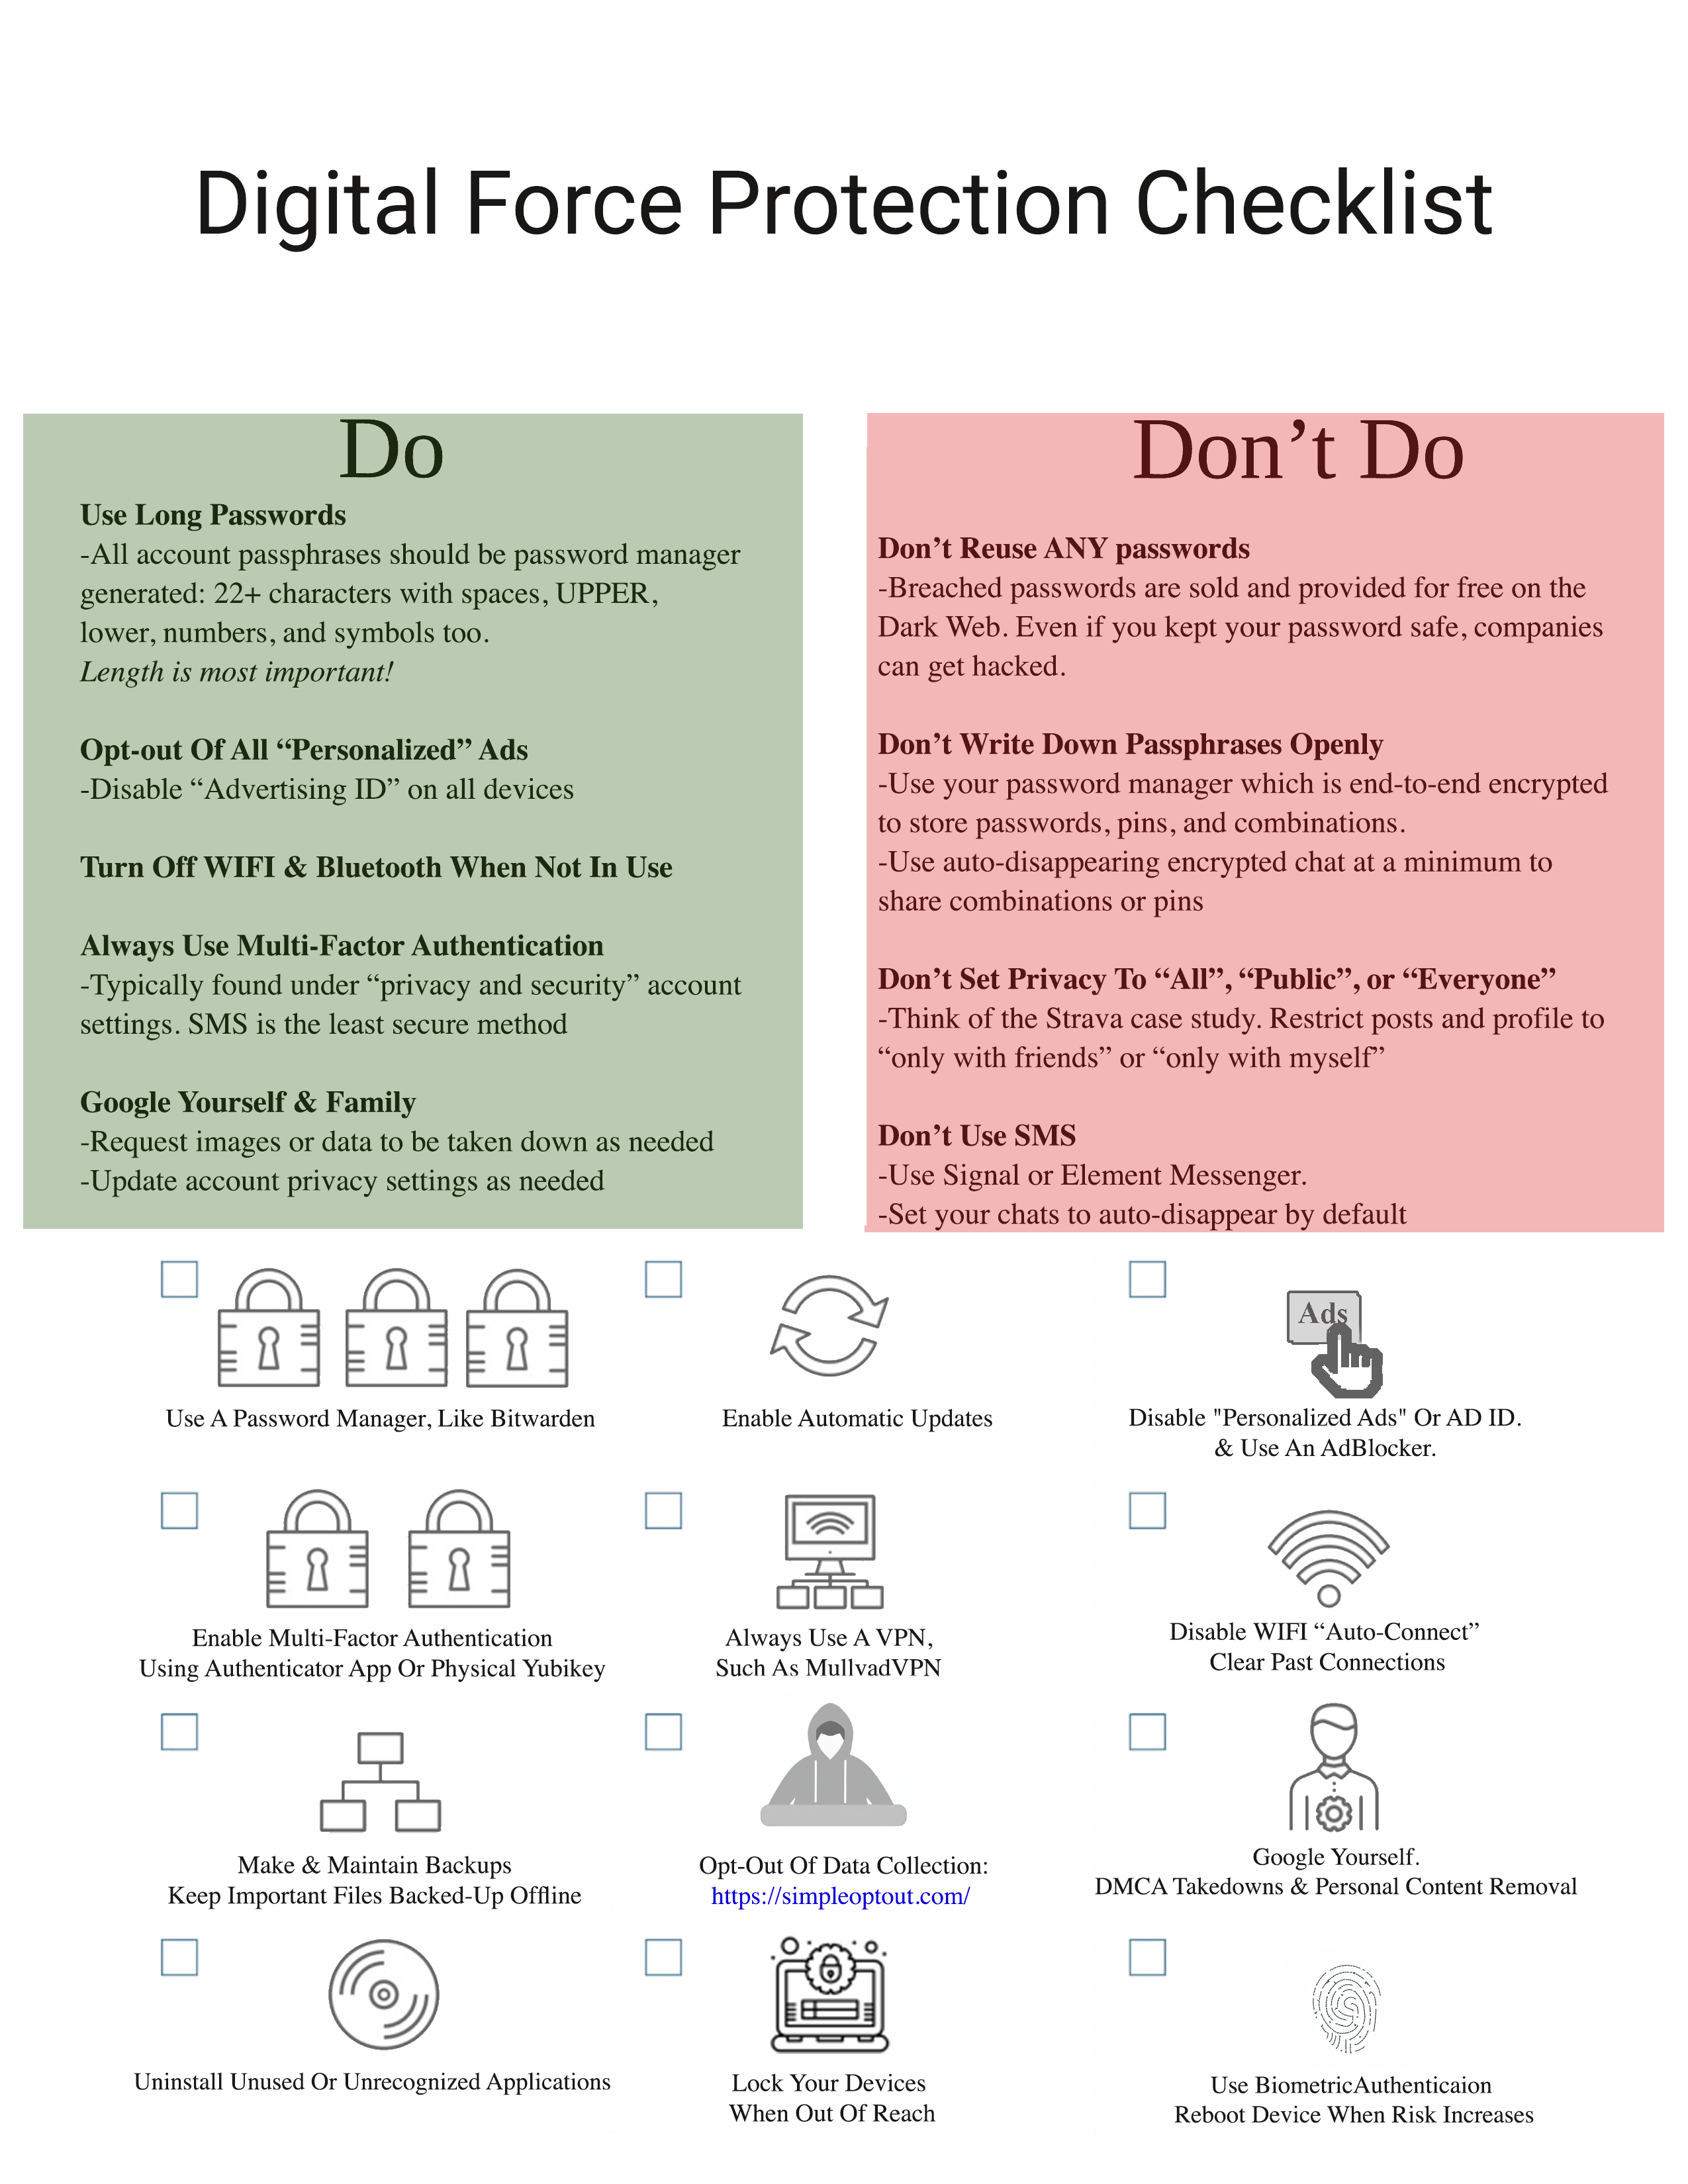 Digital Force Protection Checklist
Do
Use Long Passwords
-All account passphrases should be password manager
generated: 22+ characters with spaces, UPPER,
lower, numbers, and symbols too.
Length is most important!
Opt-out Of All “Personalized” Ads
-Disable “Advertising ID” on all devices
Turn Off WIFI & Bluetooth When Not In Use
Always Use Multi-Factor Authentication
-Typically found under “privacy and security” account
settings. SMS is the least secure method
Google Yourself & Family
-Request images or data to be taken down as needed
-Update account privacy settings as needed
Don’t Do
Don’t Reuse ANY passwords
-Breached passwords are sold and provided for free on the
Dark Web. Even if you kept your password safe, companies
can get hacked.
Don’t Write Down Passphrases Openly
-Use your password manager which is end-to-end encrypted
to store passwords, pins, and combinations.
-Use auto-disappearing encrypted chat at a minimum to
share combinations or pins
Don’t Set Privacy To “All”, “Public”, or “Everyone”
-Think of the Strava case study. Restrict posts and profile to
“only with friends” or “only with myself”
Don’t Use SMS
-Use Signal or Element Messenger.
-Set your chats to auto-disappear by default
Use A Password Manager, Like Bitwarden
Enable Automatic Updates
Ads
Disable "Personalized Ads" Or AD ID.
& Use An AdBlocker.
Enable Multi-Factor Authentication
Using Authenticator App Or Physical Yubikey
Always Use A VPN,
Such As MullvadVPN
Disable WIFI “Auto-Connect”
Clear Past Connections
Make & Maintain Backups
Keep Important Files Backed-Up Offline
Opt-Out Of Data Collection:
https://simpleoptout.com/
Google Yourself.
DMCA Takedowns & Personal Content Removal
Uninstall Unused Or Unrecognized Applications
Lock Your Devices
When Out Of Reach
Use BiometricAuthenticaion
Reboot Device When Risk Increases